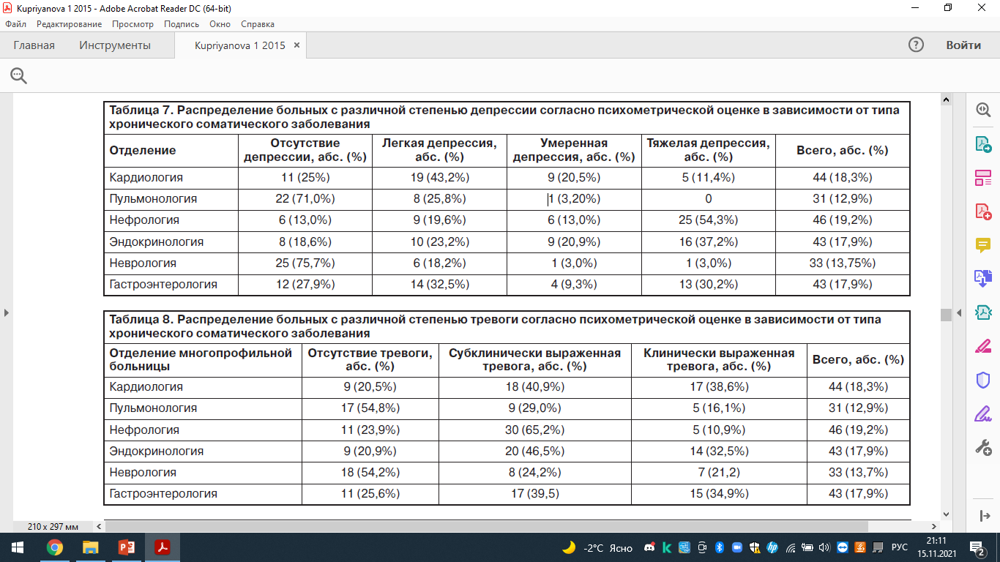 Kupriyanova 1 2015 - Adobe Acrobat Reader DC (64-bit)
Файл Редактирование Просмотр Подпись Окно Справка
Главная Инструменты Kupriyanova 1 2015 × ? Войти
Таблица 7. Распределение больных с различной степенью депрессии согласно психометрической оценке в зависимости от типа
хронического соматического заболевания
Отделение Отсутствие депрессии, абс. (%) Легкая депрессия, абс. (%) Умеренная депрессия, абс. (%) Тяжелая депрессия, абс. (%) Всего, абс. (%)
Кардиология 11 (25%) 19 (43,2%) 9 (20,5%) 5 (11,4%) 44 (18,3%)
Пульмонология 22 (71,0%) 8 (25,8%) 1 (3,20%) 0 31 (12,9%)
Нефрология 6 (13,0%) 9 (19,6%) 6 (13,0%) 25 (54,3%) 46 (19,2%)
Эндокринология 8 (18,6%) 10 (23,2%) 9 (20,9%) 16 (37,2%) 43 (17,9%)
Неврология 25 (75,7%) 6 (18,2%) 1 (3,0%) 1 (3,0%) 33 (13,75%)
Гастроэнтерология 12 (27,9%) 14 (32,5%) 4 (9,3%) 13 (30,2%) 43 (17,9%)
Таблица 8. Распределение больных с различной степенью тревоги согласно психометрической оценке в зависимости от типа
хронического соматического заболевания
Отделение многопрофильной больницы Отсутствие тревоги, абс. (%) Субклинически выраженная тревога, абс. (%) Клинически выраженная тревога, абс. (%) Всего, абс. (%)
Кардиология 9 (20,5%) 18 (40,9%) 17 (38,6%) 44 (18,3%)
Пульмонология 17 (54,8%) 9 (29,0%) 5 (16,1%) 31 (12,9%)
Нефрология 11 (23,9%) 30 (65,2%) 5 (10,9%) 46 (19,2%)
Эндокринология 9 (20,9%) 20 (46,5%) 14 (32,5%) 43 (17,9%)
Неврология 18 (54,2%) 8 (24,2%) 7 (21,2) 33 (13,7%)
Гастроэнтерология 11 (25,6%) 17 (39,5) 15 (34,9%) 43 (17,9%)
210 x 297 мм
-2°C Ясно РУС 21:11
15.11.2021 2